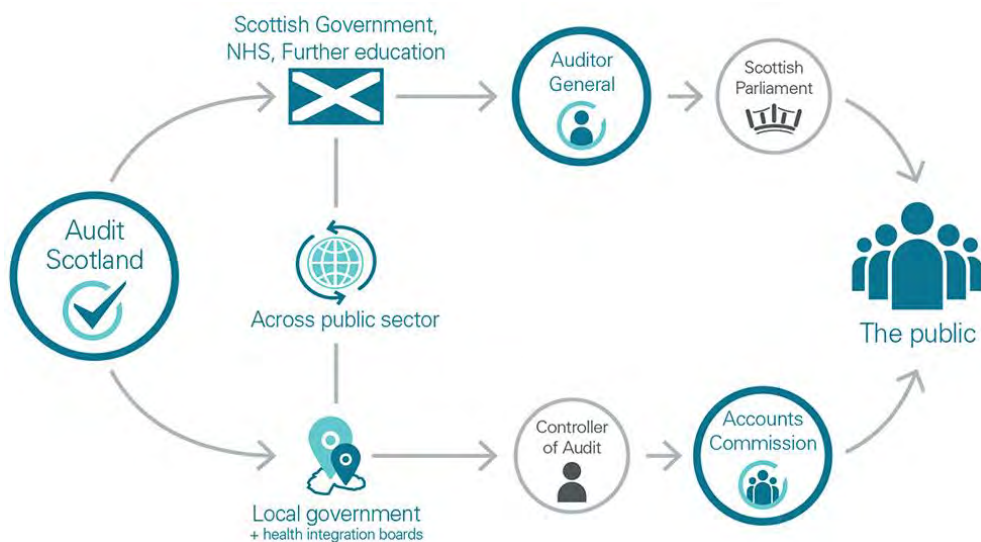 Scottish Government,
NHS, Further education
Auditor
General
Scottish
Parliament
Audit
Scotland
Across public sector
The public
Local government
+ health integration boards
Controller
of Audit
Accounts
Commission